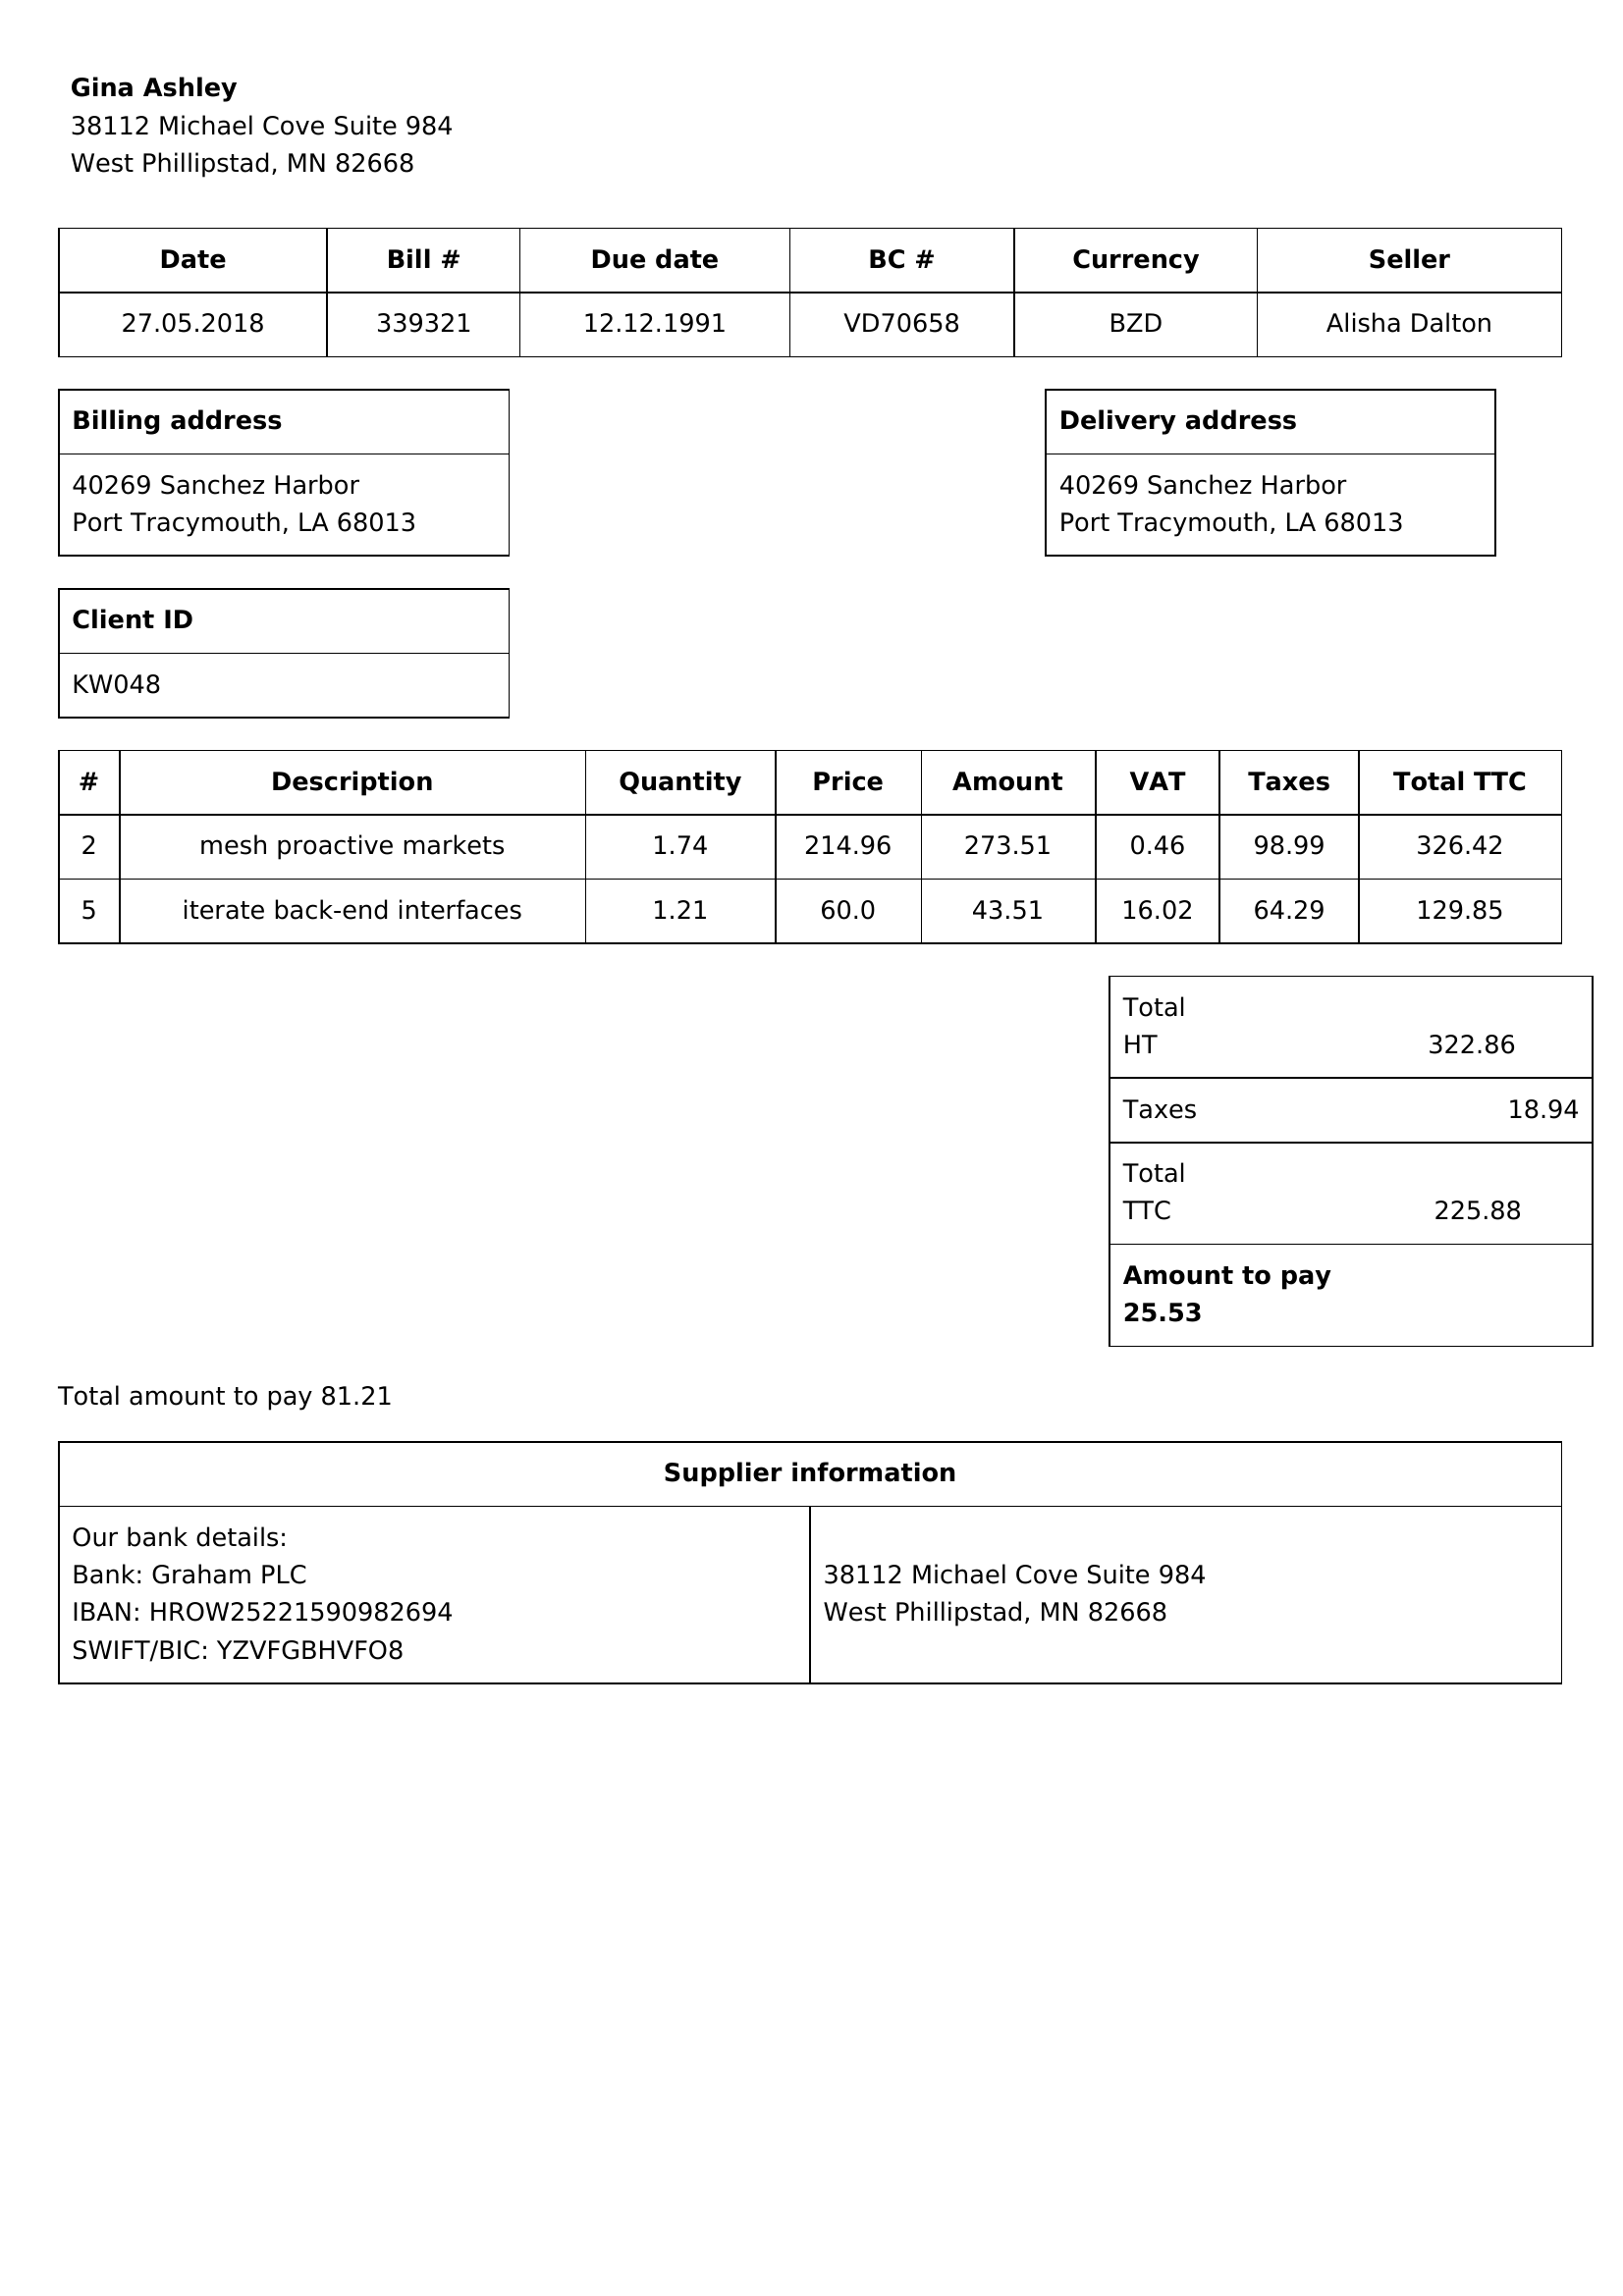 Gina Ashley
38112 Michael Cove Suite 984
West Phillipstad, MN 82668
Date Bill # Due date BC # Currency Seller
27.05.2018 339321 12.12.1991 VD70658 BZD Alisha Dalton
Billing address
40269 Sanchez Harbor
Port Tracymouth, LA 68013
Delivery address
40269 Sanchez Harbor
Port Tracymouth, LA 68013
Client ID
KW048
# Description Quantity Price Amount VAT Taxes Total TTC
2 mesh proactive markets 1.74 214.96 273.51 0.46 98.99 326.42
5 iterate back-end interfaces 1.21 60.0 43.51 16.02 64.29 129.85
Total
HT 322.86
Taxes 18.94
Total
TTC 225.88
Amount to pay
25.53
Total amount to pay 81.21
Supplier information
Our bank details:
Bank: Graham PLC
IBAN: HROW25221590982694
SWIFT/BIC: YZVFGBHVFO8
38112 Michael Cove Suite 984
West Phillipstad, MN 82668